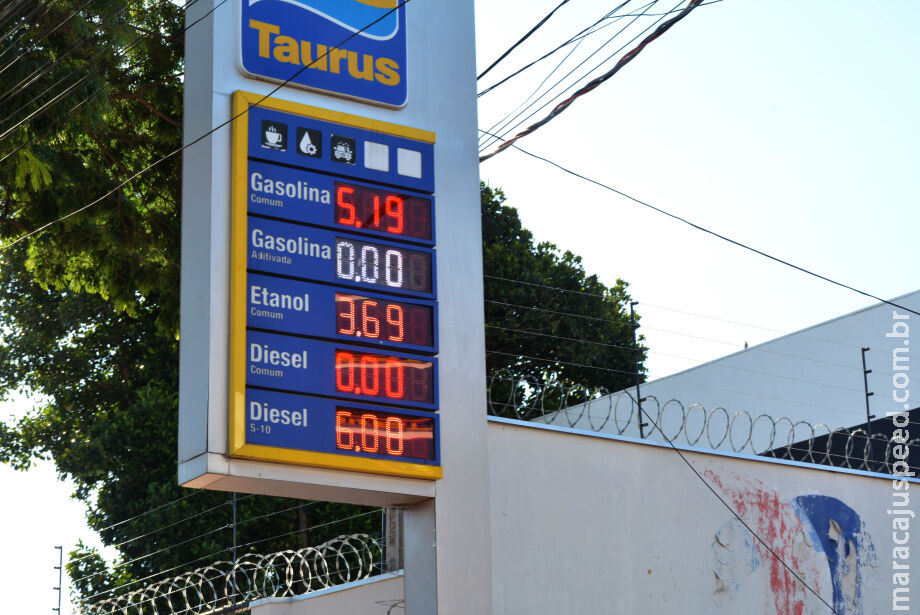 Taurus
Gasolina
Comum
5.19
Gasolina
Aditivada
0.00
Etanol
Comum
3.69
Diesel
Comum
0.00
Diesel
S-10
6.08
maracajuspeed.com.br